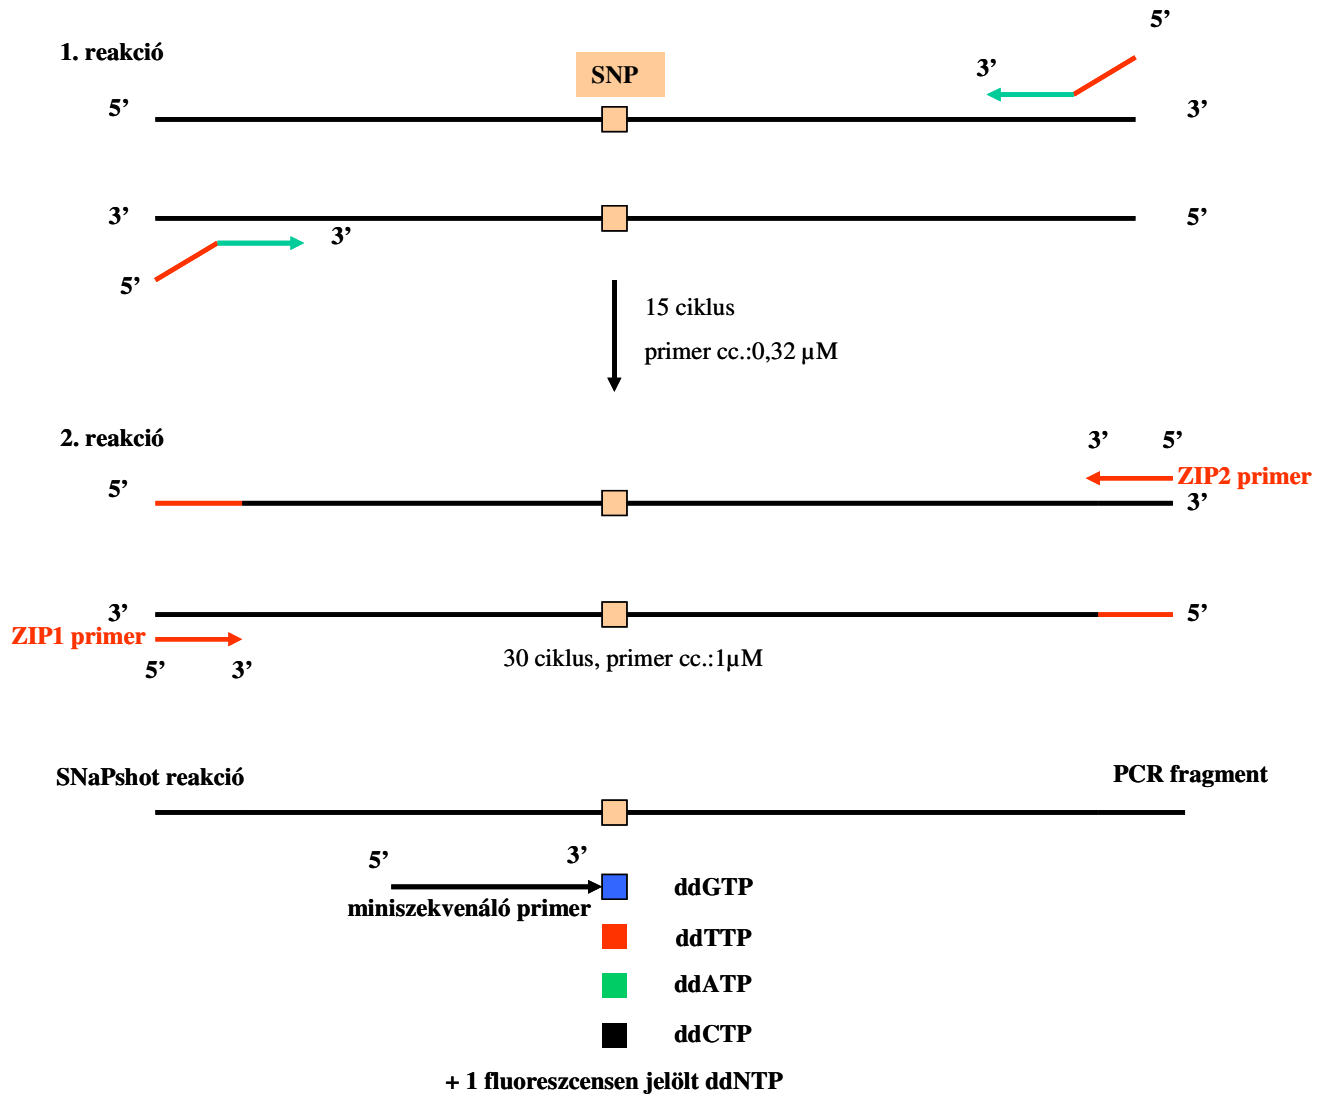 5’
1. reakció
SNP
3’
5’
3’
3’
5’
3’
5’
15 ciklus
primer cc.:0,32 µM
2. reakció
3’ 5’
5’
ZIP2 primer
3’
3’
5’
ZIP1 primer
5’ 3’
30 ciklus, primer cc.:1µM
SNaPshot reakció
PCR fragment
5’ 3’
ddGTP
miniszekvenáló primer
ddTTP
ddATP
ddCTP
+ 1 fluoreszcensen jelölt ddNTP